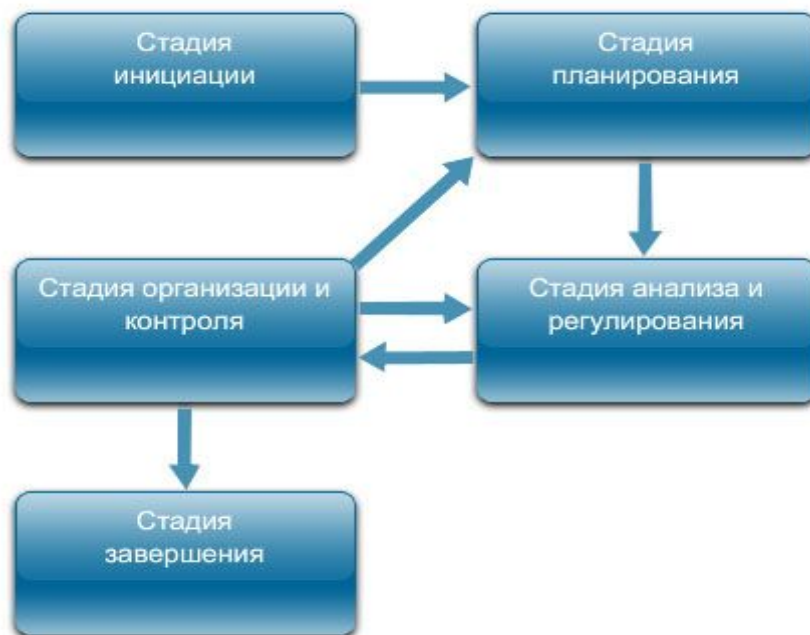 Стадия
инициации
Стадия
планирования
Стадия организации и
контроля
Стадия анализа и
регулирования
Стадия
завершения